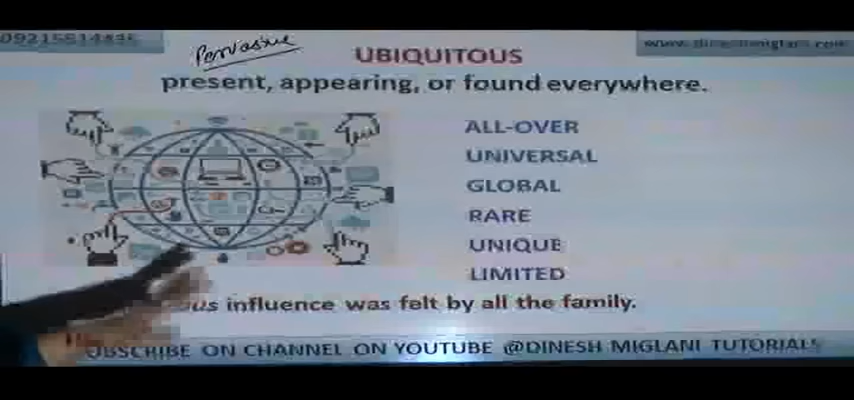 Pervasive
UBIQUITOUS
present, appearing, or found everywhere.
ALL-OVER
UNIVERSAL
GLOBAL
RARE
UNIQUE
LIMITED
influence was felt by all the family.
UBSCRIBE ON CHANNEL ON YOUTUBE @DINESH MIGLANI TUTORIALS